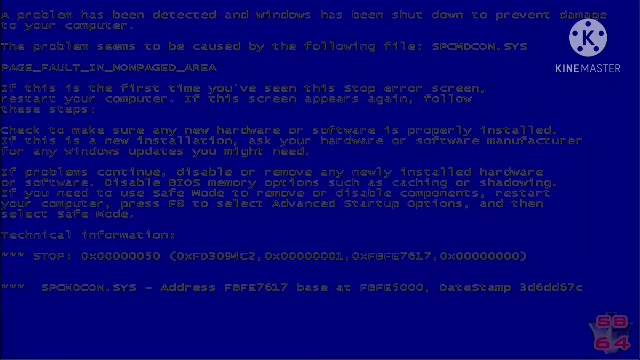 A problem has been detected and windows has been shut down to prevent damage
to your computer.
The problem seems to be caused by the following file: SPCMDCON.SYS
PAGE_FAULT_IN_NONPAGED_AREA
If this is the first time you've seen this Stop error screen,
restart your computer. If this screen appears again, follow
these steps:
Check to make sure any new hardware or software is properly installed.
If this is a new installation, ask your hardware or software manufacturer
for any windows updates you might need.
If problems continue, disable or remove any newly installed hardware
or software. Disable BIOS memory options such as caching or shadowing.
If you need to use Safe Mode to remove or disable components, restart
your computer, press F8 to select Advanced Startup Options, and then
select Safe Mode.
Technical information:
*** STOP: 0x00000050 (0xFD3094C2,0x00000001,0xFBFE7617,0x00000000)
*** SPCMDCON.SYS - Address FBFE7617 base at FBFE5000, DateStamp 3d6dd67c
KINEMASTER
SB
64